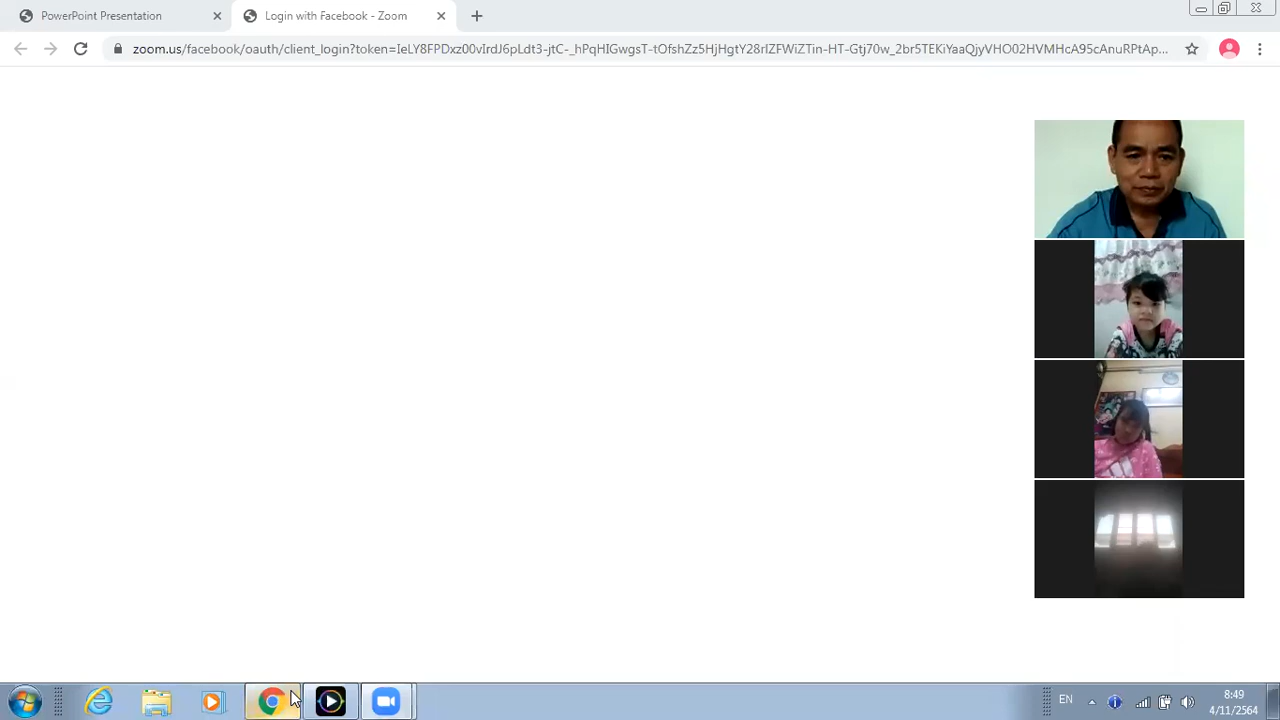 PowerPoint Presentation
Login with Facebook - Zoom
zoom.us/facebook/oauth/client_login?token=IeLY8FPDxz00vIrdJ6pLdt3-jtC-_hPqHIGwgsT-tOfshZz5HjHgtY28rlZFWiZTin-HT-Gtj70w_2br5TEKiYaaQjyVHO02HVMHcA95cAnuRPtAp...
EN
8:49
4/11/2564